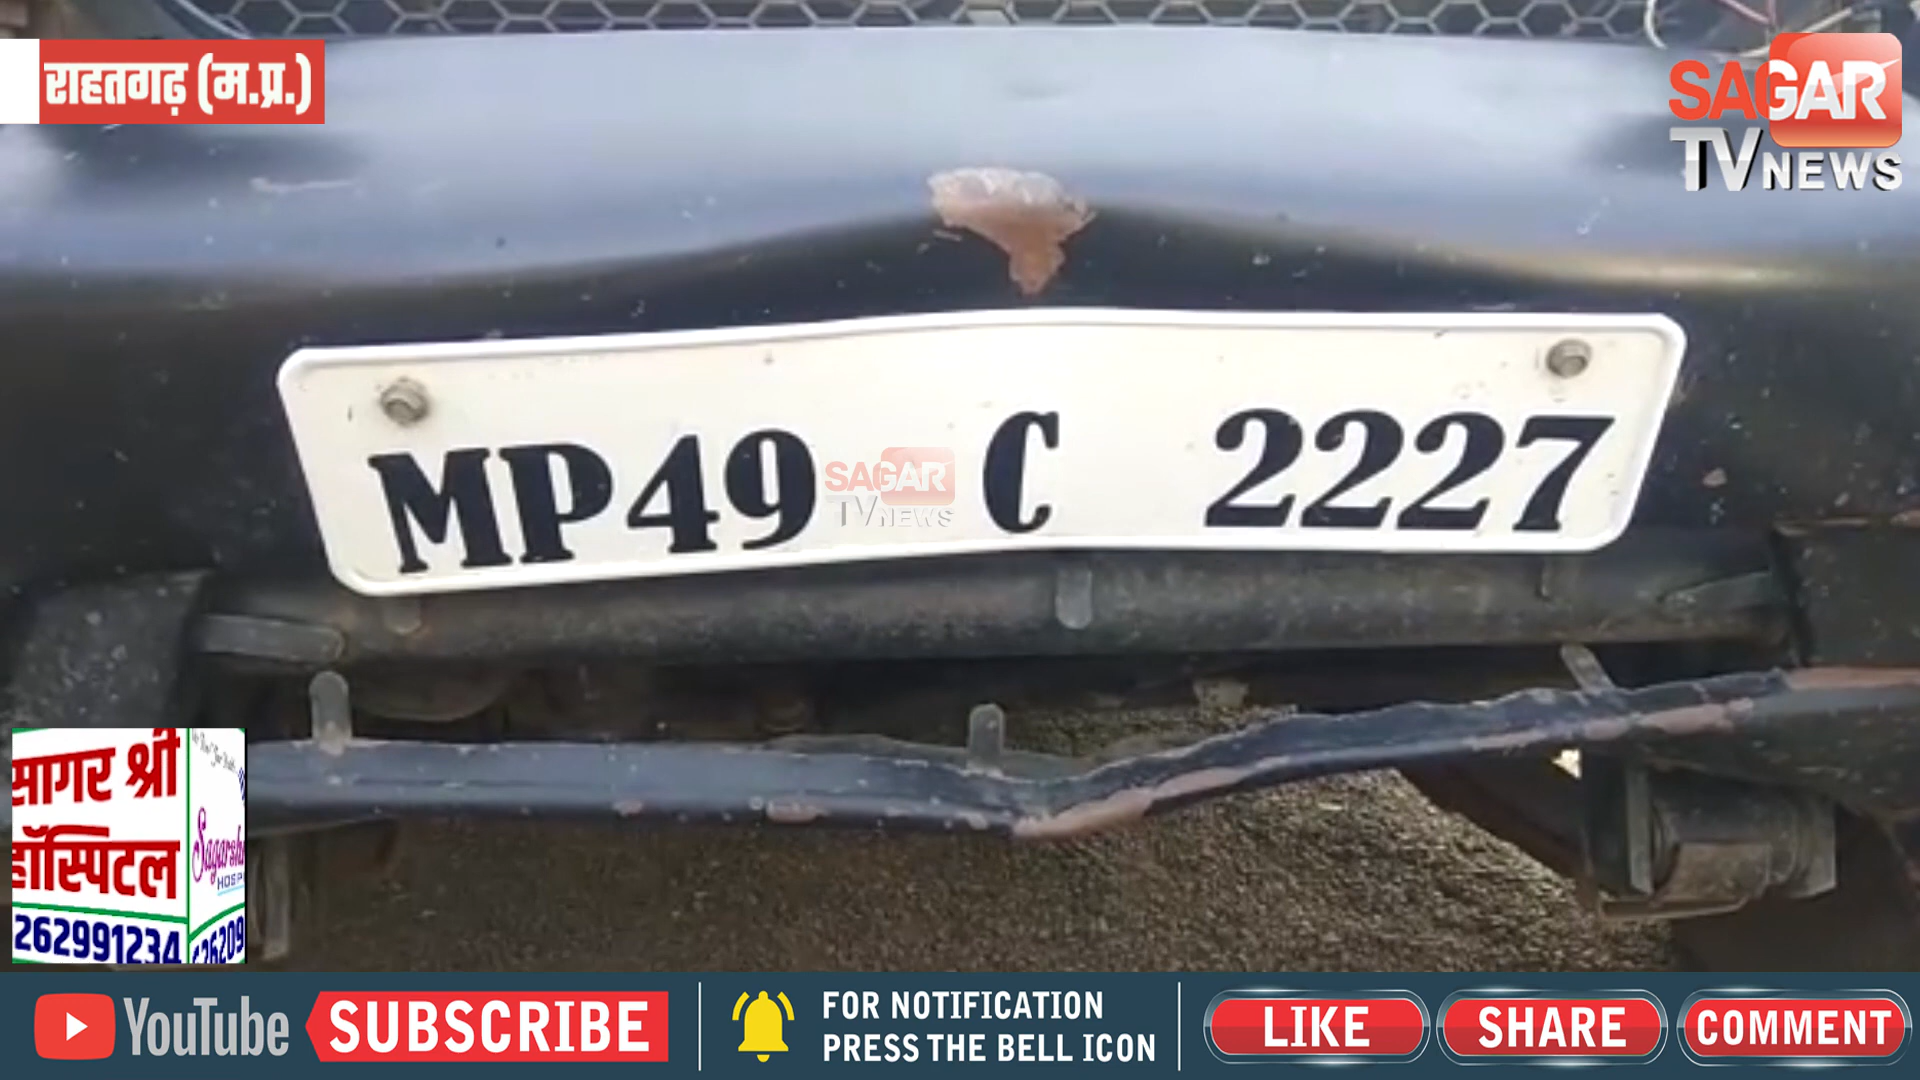 राहतगढ़ (म.प्र.)
SAGAR
TV NEWS
MP49 C 2227
SAGAR
TV NEWS
सागर श्री
हॉस्पिटल
262991234
HOSP
YouTube SUBSCRIBE
FOR NOTIFICATION
PRESS THE BELL ICON
LIKE SHARE COMMENT